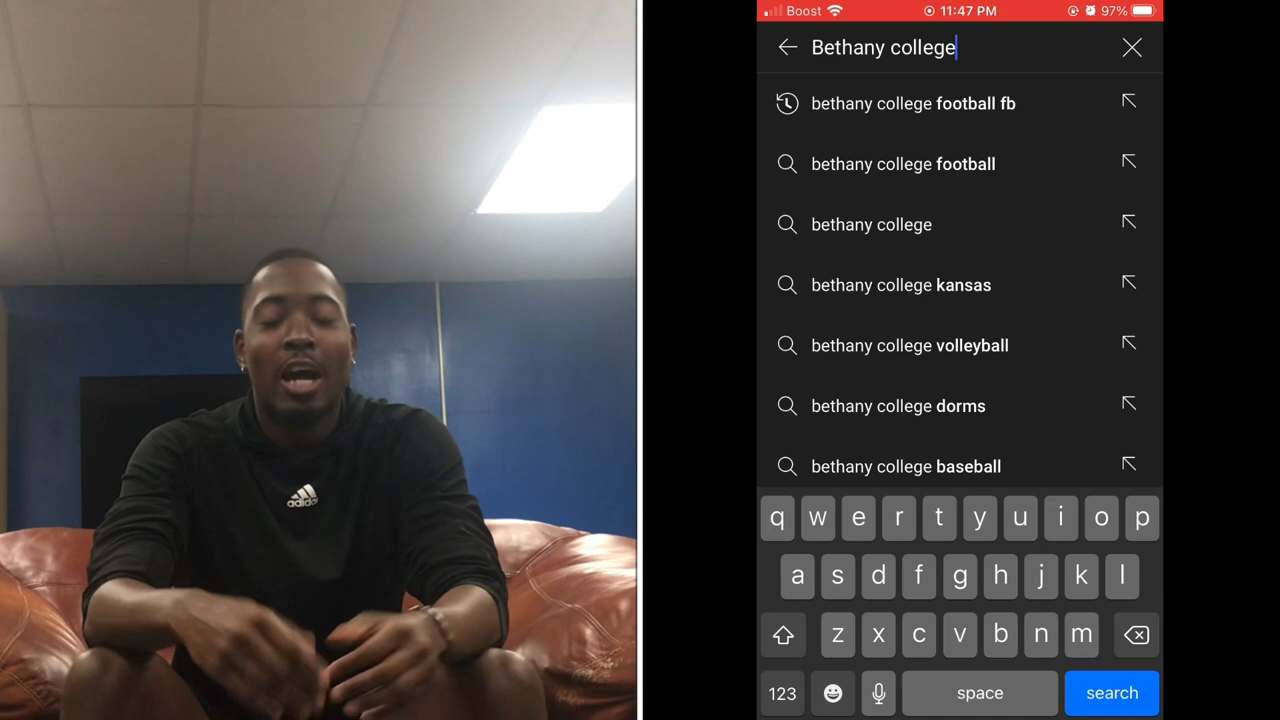 adidas
Boost 11:47 PM 97%
Bethany college
bethany college football fb
bethany college football
bethany college
bethany college kansas
bethany college volleyball
bethany college dorms
bethany college baseball
q w e r t y u i o p
a s d f g h j k l
z x c v b n m
123 space search